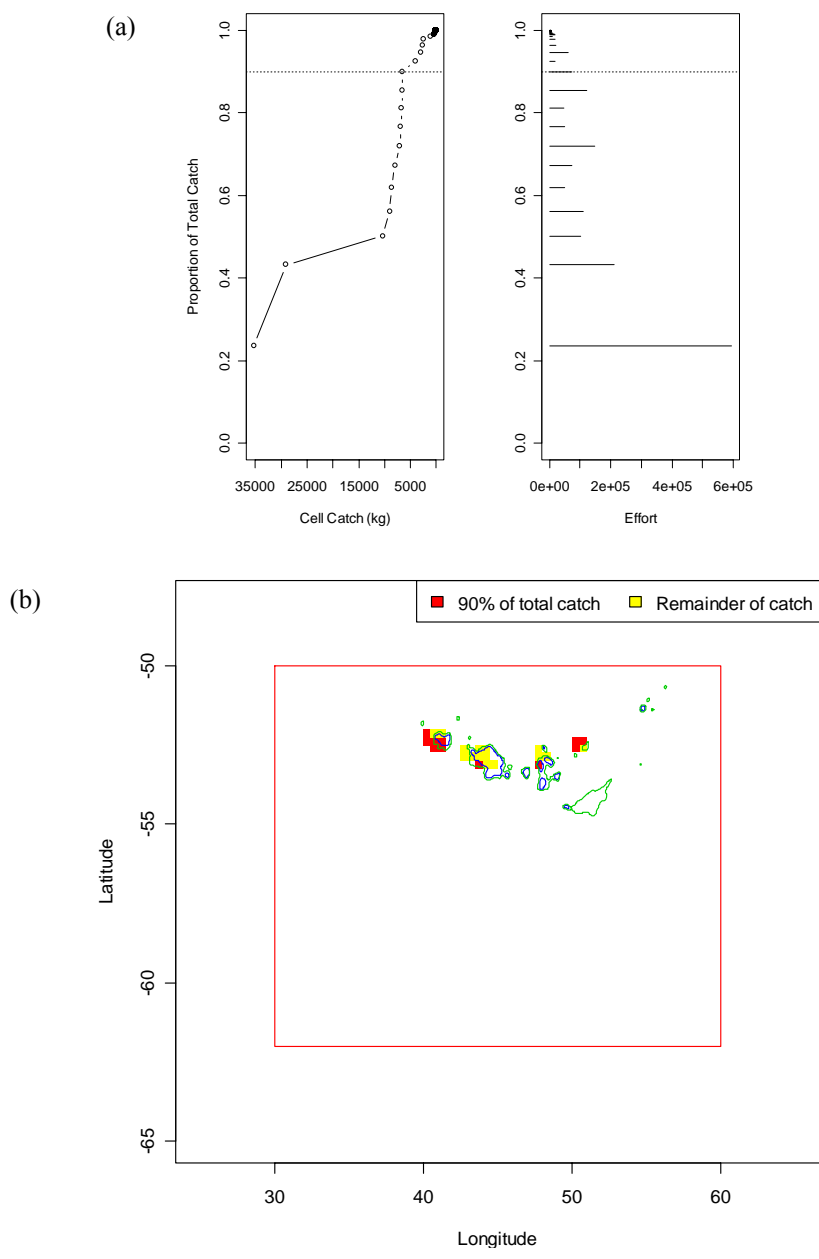 (a)
Proportion of Total Catch
1.0
0.8
0.6
0.4
0.2
0.0
35000 25000 15000 5000
Cell Catch (kg)
1.0
0.8
0.6
0.4
0.2
0.0
0e+00 2e+05 4e+05 6e+05
Effort
(b)
90% of total catch
Remainder of catch
Latitude
-50
-55
-60
-65
30 40 50 60
Longitude